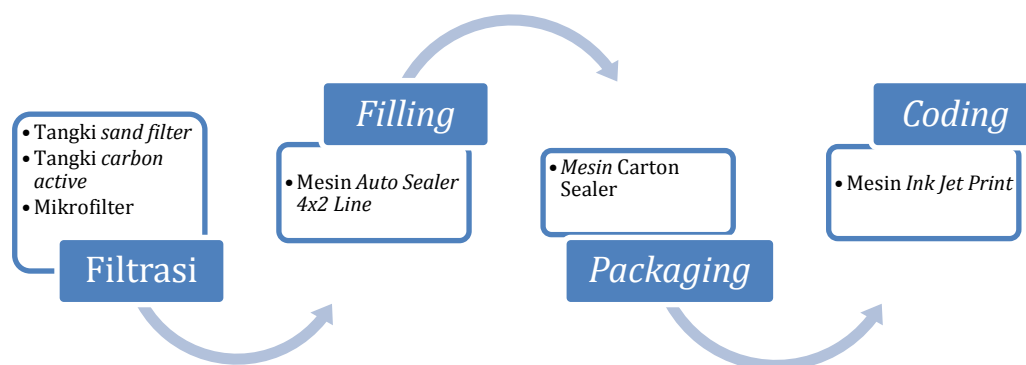 • Tangki sand filter
• Tangki carbon
active
• Mikrofilter
Filtrasi
Filling
• Mesin Auto Sealer
4x2 Line
• Mesin Carton
Sealer
Packaging
Coding
• Mesin Ink Jet Print